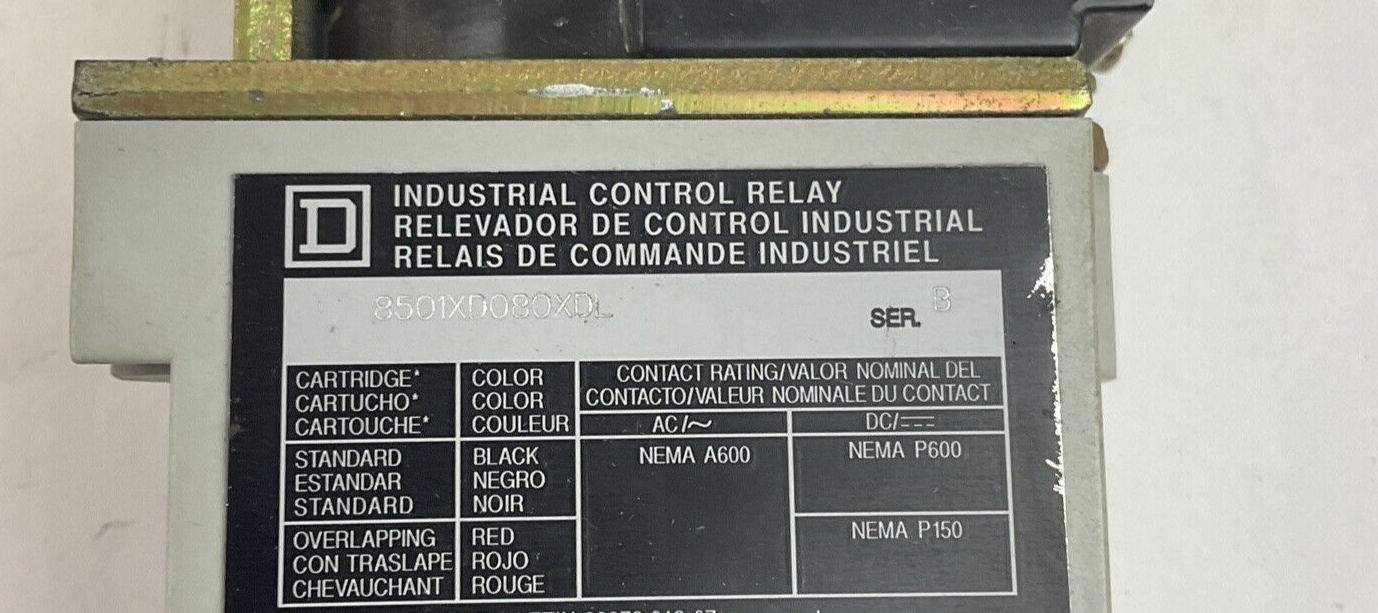 D
INDUSTRIAL CONTROL RELAY
RELEVADOR DE CONTROL INDUSTRIAL
RELAIS DE COMMANDE INDUSTRIEL
8501XDO80XDL
SER. B
CARTRIDGE* COLOR CONTACT RATING/VALOR NOMINAL DEL
CARTUCHO* COLOR CONTACTO/VALEUR NOMINALE DU CONTACT
CARTOUCHE* COULEUR AC/~ DC/⎓
STANDARD BLACK NEMA A600 NEMA P600
ESTANDAR NEGRO
STANDARD NOIR
OVERLAPPING RED NEMA P150
CON TRASLAPE ROJO
CHEVAUCHANT ROUGE